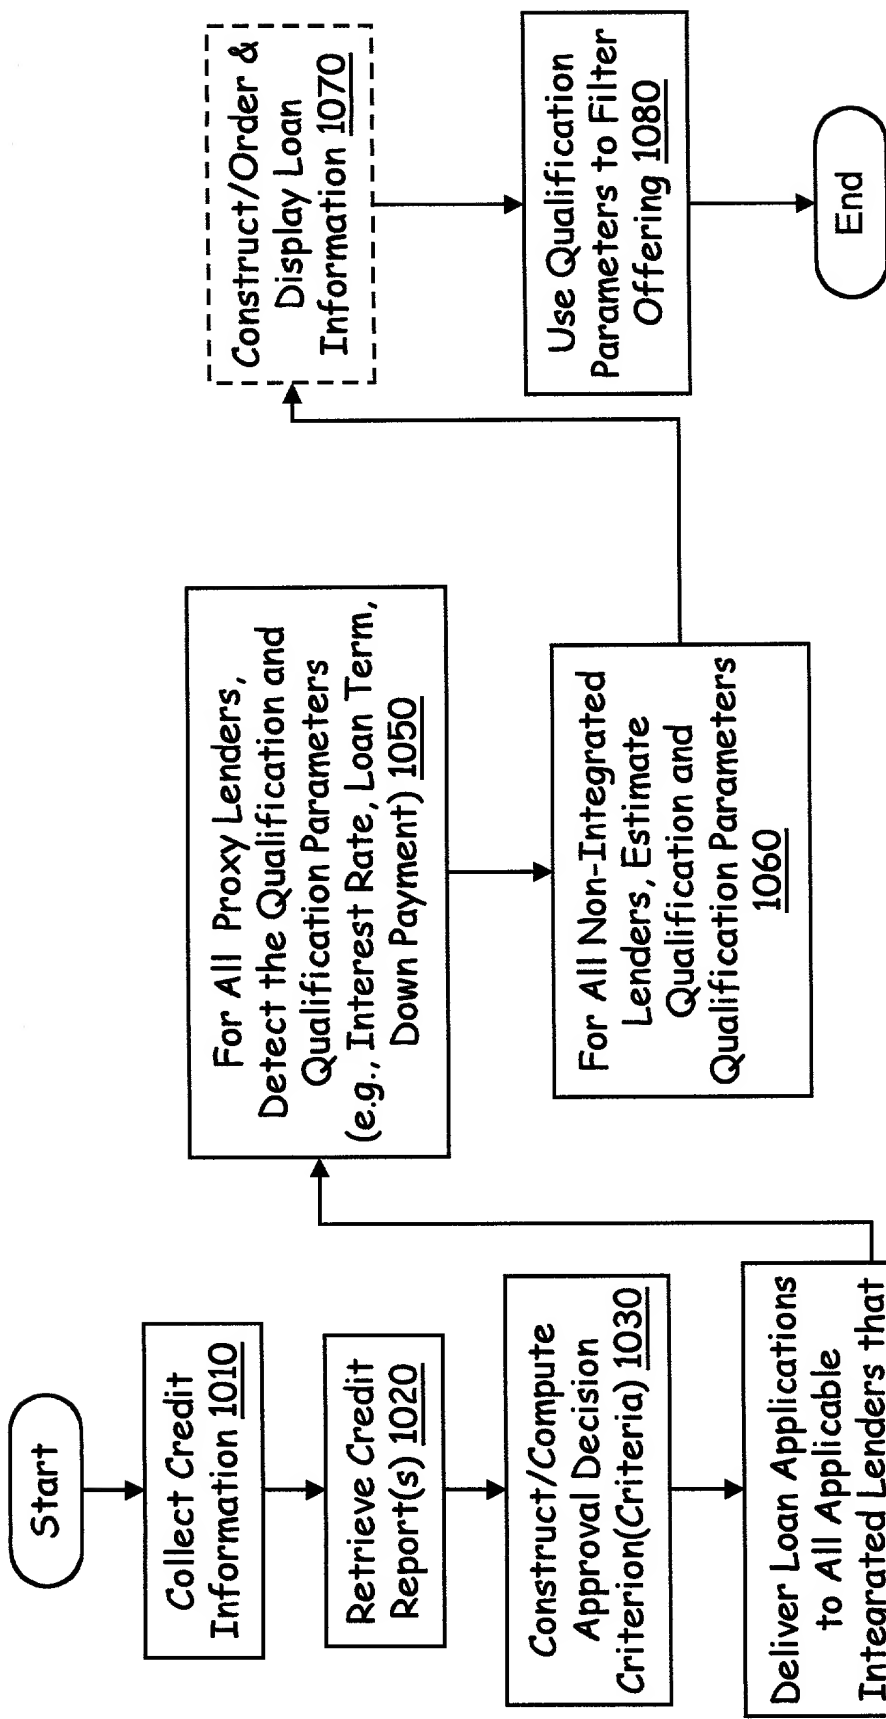 Start
Collect Credit
Information 1010
Retrieve Credit
Report(s) 1020
Construct/Compute
Approval Decision
Criterion(Criteria) 1030
Deliver Loan Applications
to All Applicable
Integrated Lenders that
For All Proxy Lenders,
Detect the Qualification and
Qualification Parameters
(e.g., Interest Rate, Loan Term,
Down Payment) 1050
For All Non-Integrated
Lenders, Estimate
Qualification and
Qualification Parameters
1060
Construct/Order &
Display Loan
Information 1070
Use Qualification
Parameters to Filter
Offering 1080
End